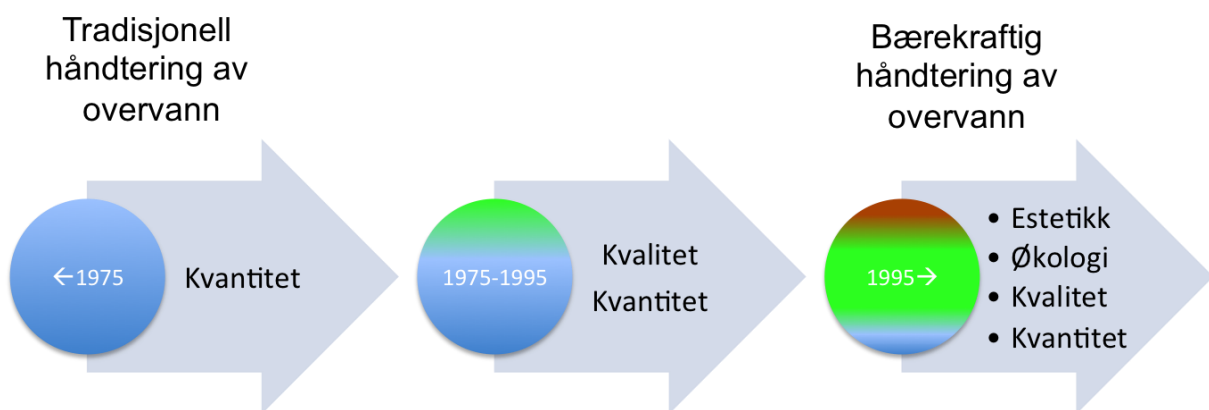 Tradisjonell
håndtering av
overvann
Bærekraftig
håndtering av
overvann
←1975
Kvantitet
1975-1995
Kvalitet
Kvantitet
1995→
• Estetikk
• Økologi
• Kvalitet
• Kvantitet